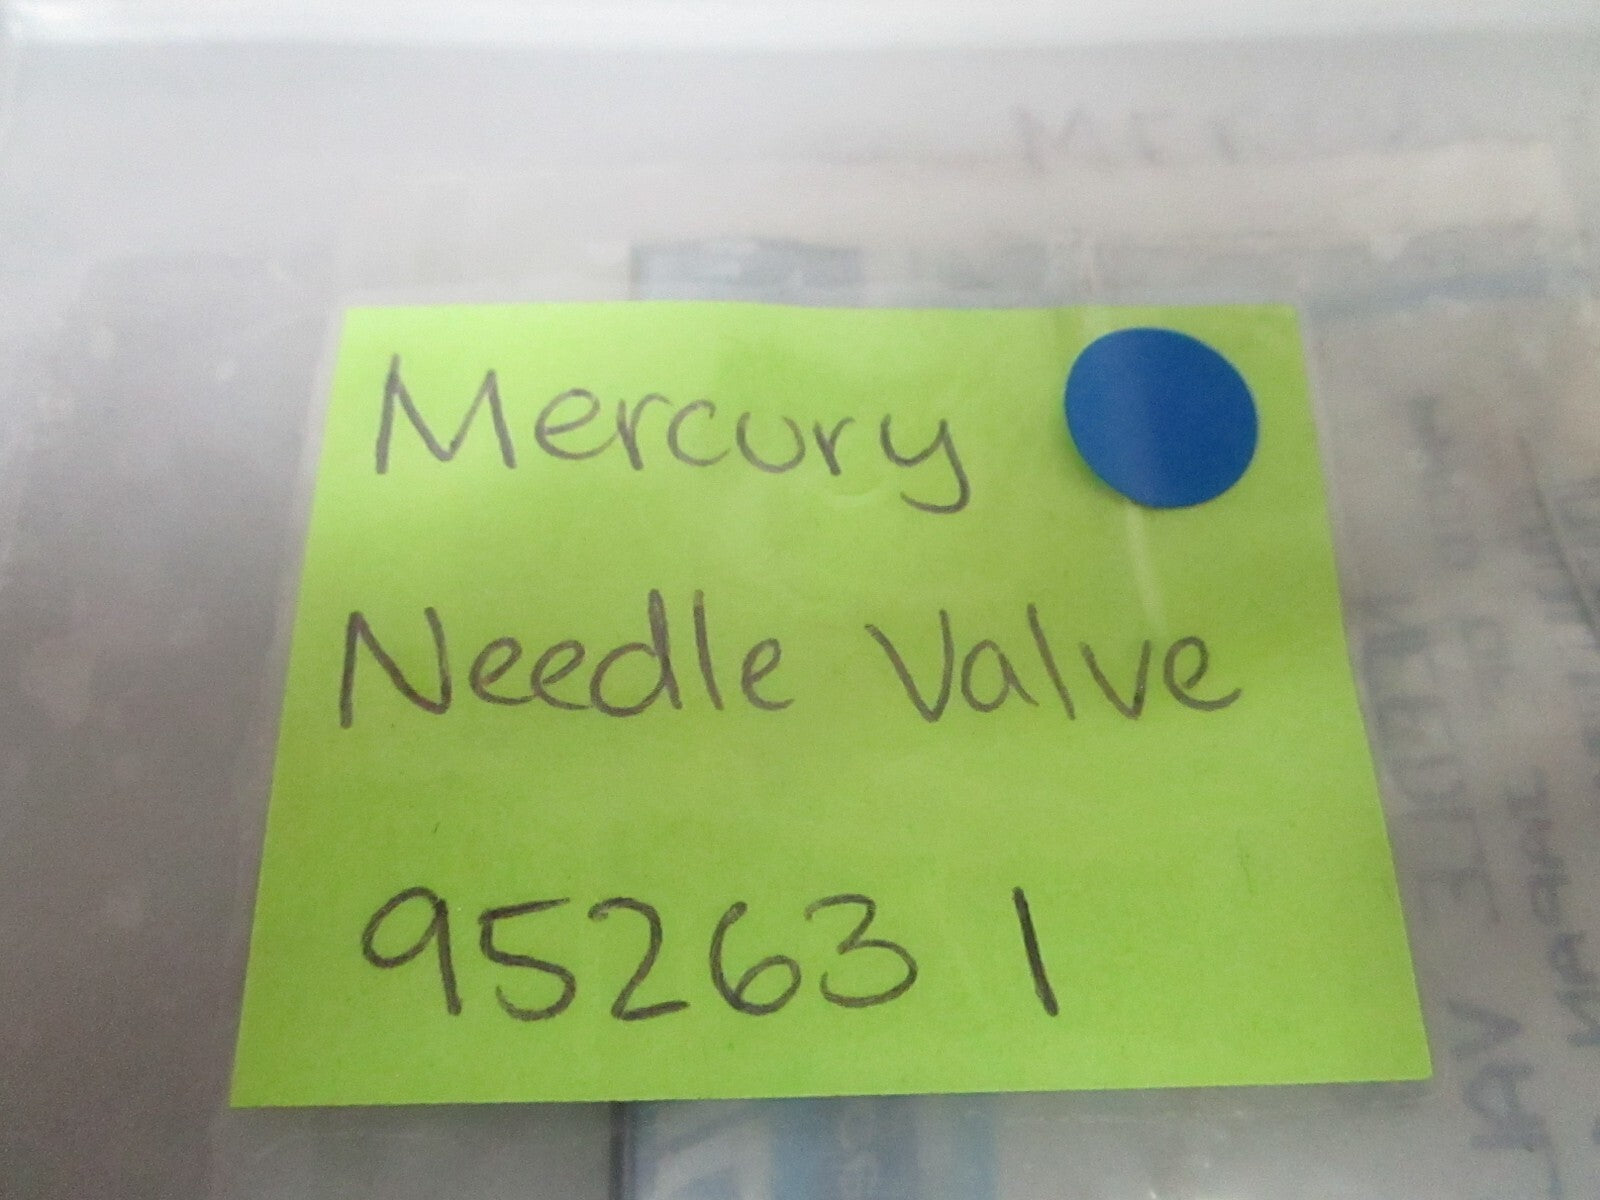 Mercury
Needle Valve
95263 1